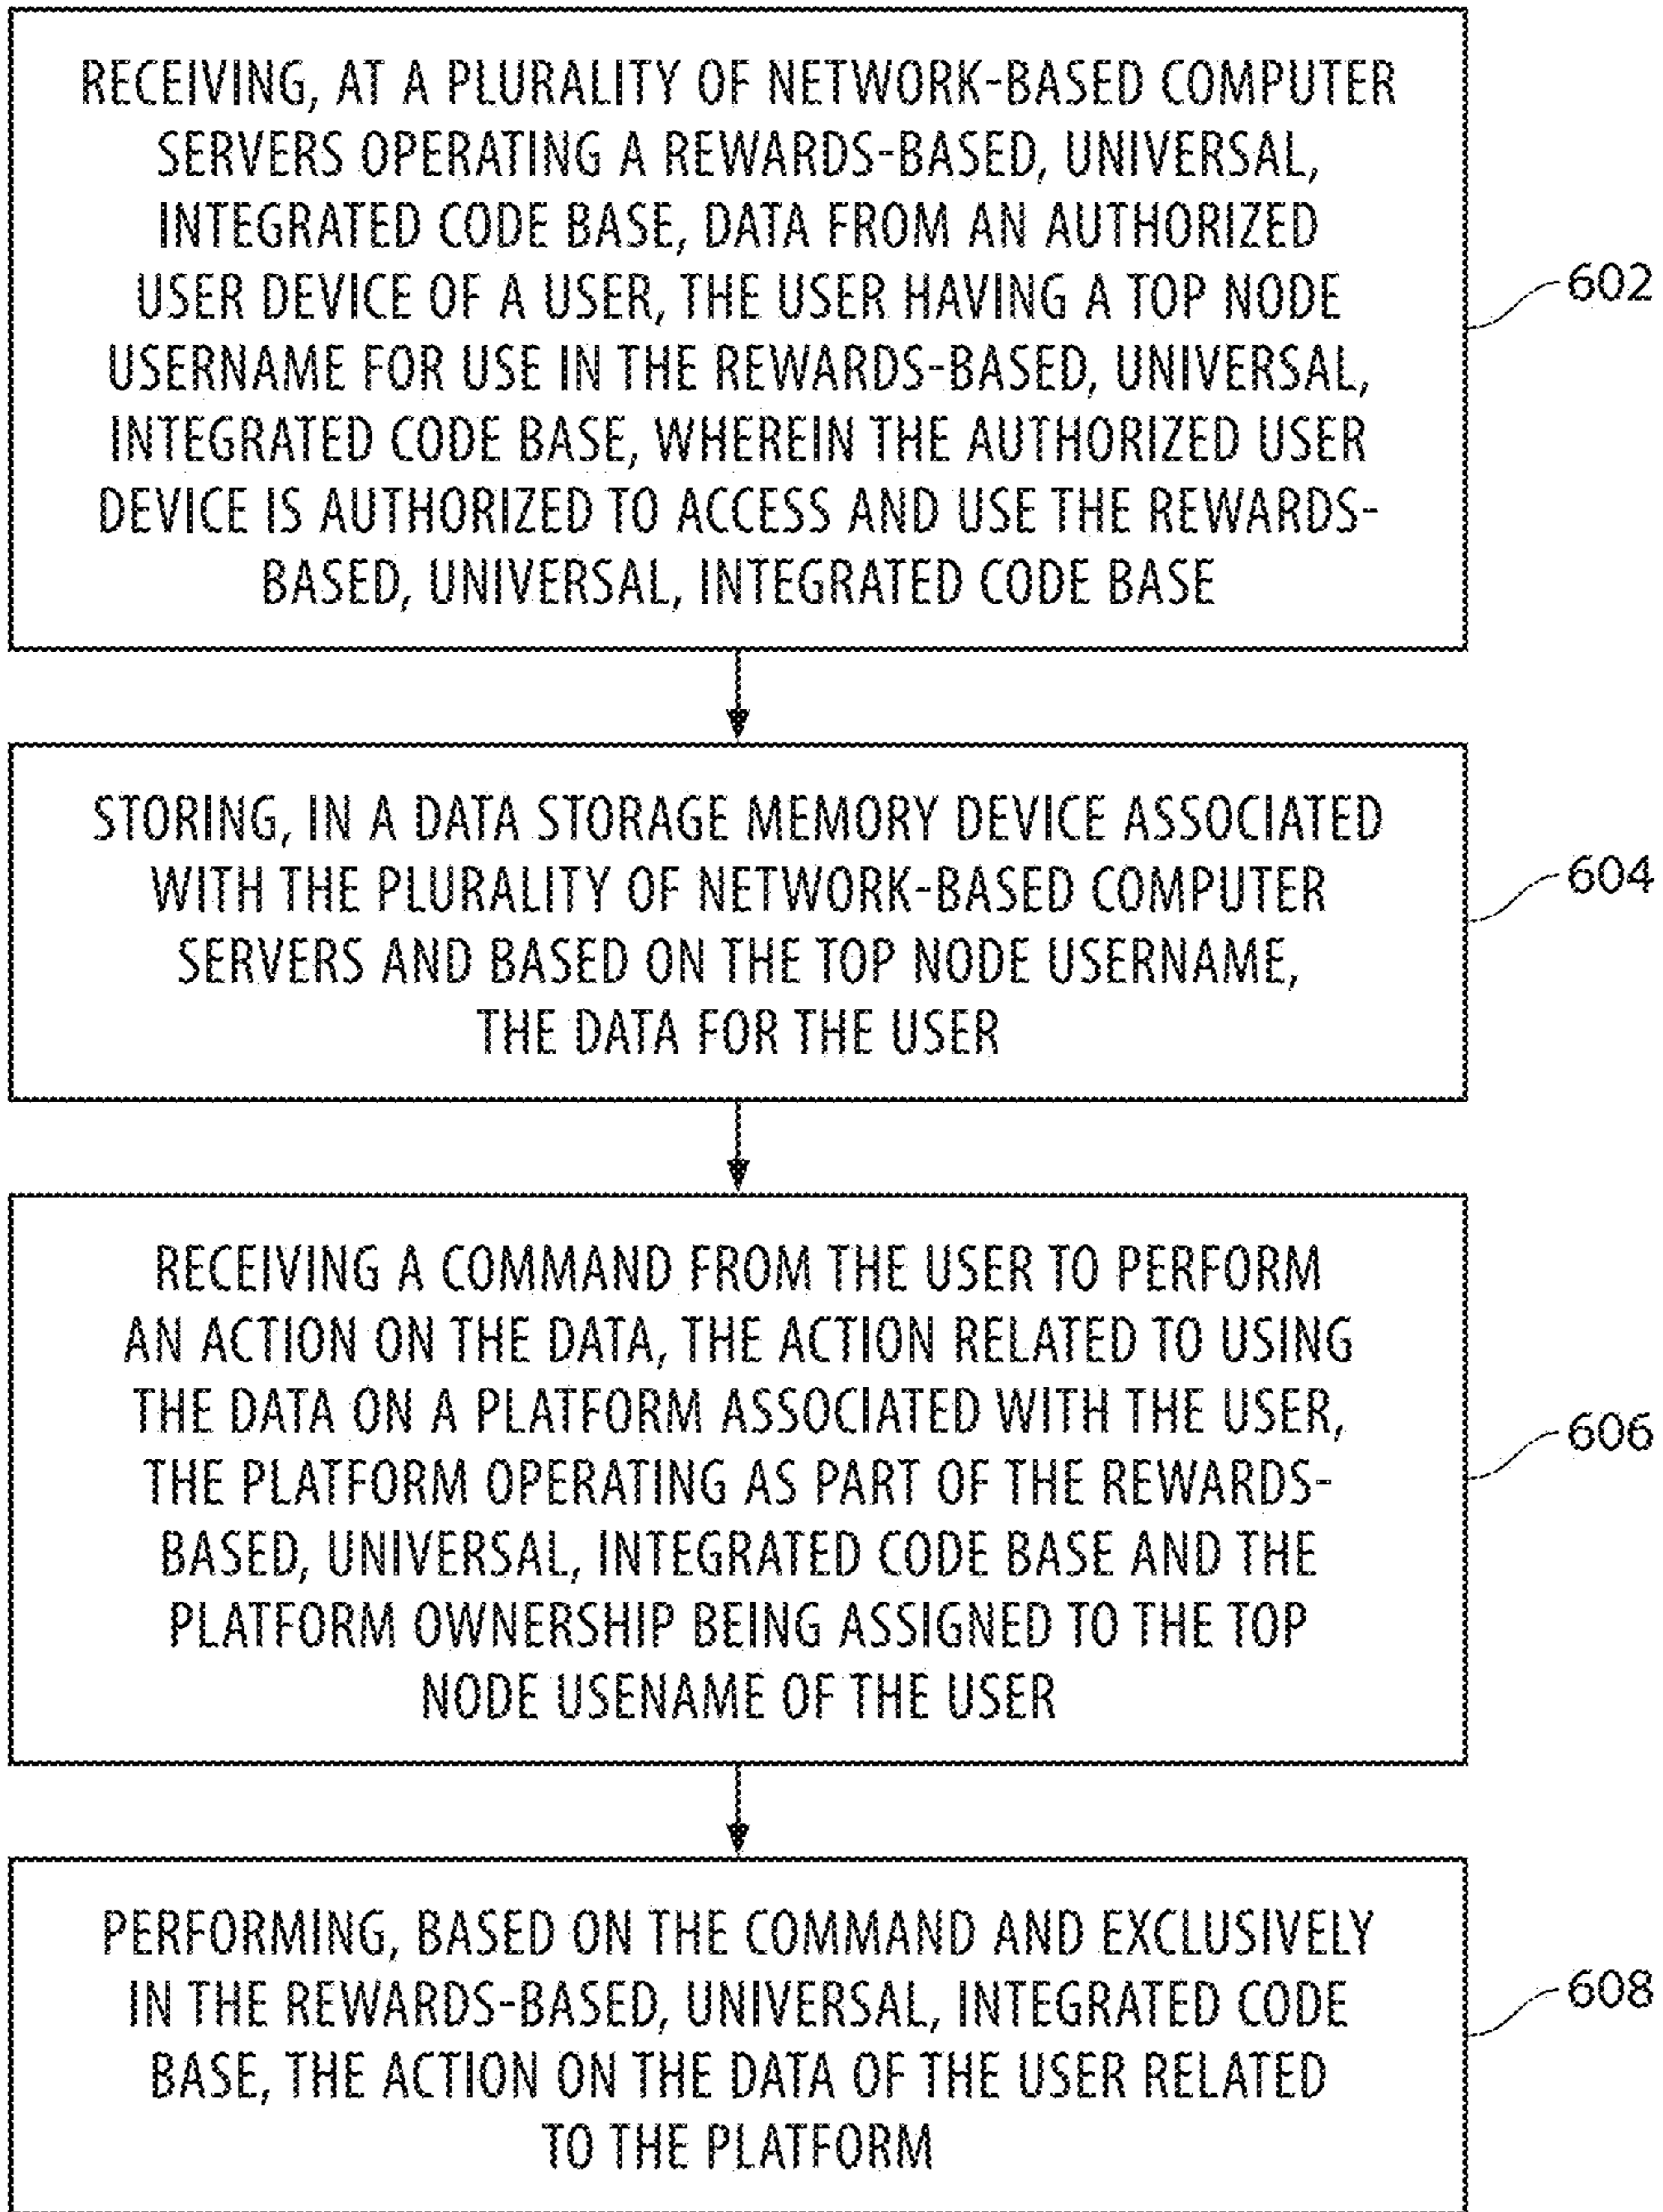 RECEIVING, AT A PLURALITY OF NETWORK-BASED COMPUTER
SERVERS OPERATING A REWARDS-BASED, UNIVERSAL,
INTEGRATED CODE BASE, DATA FROM AN AUTHORIZED
USER DEVICE OF A USER, THE USER HAVING A TOP NODE
USERNAME FOR USE IN THE REWARDS-BASED, UNIVERSAL,
INTEGRATED CODE BASE, WHEREIN THE AUTHORIZED USER
DEVICE IS AUTHORIZED TO ACCESS AND USE THE REWARDS-
BASED, UNIVERSAL, INTEGRATED CODE BASE
602
STORING, IN A DATA STORAGE MEMORY DEVICE ASSOCIATED
WITH THE PLURALITY OF NETWORK-BASED COMPUTER
SERVERS AND BASED ON THE TOP NODE USERNAME,
THE DATA FOR THE USER
604
RECEIVING A COMMAND FROM THE USER TO PERFORM
AN ACTION ON THE DATA, THE ACTION RELATED TO USING
THE DATA ON A PLATFORM ASSOCIATED WITH THE USER,
THE PLATFORM OPERATING AS PART OF THE REWARDS-
BASED, UNIVERSAL, INTEGRATED CODE BASE AND THE
PLATFORM OWNERSHIP BEING ASSIGNED TO THE TOP
NODE USENAME OF THE USER
606
PERFORMING, BASED ON THE COMMAND AND EXCLUSIVELY
IN THE REWARDS-BASED, UNIVERSAL, INTEGRATED CODE
BASE, THE ACTION ON THE DATA OF THE USER RELATED
TO THE PLATFORM
608